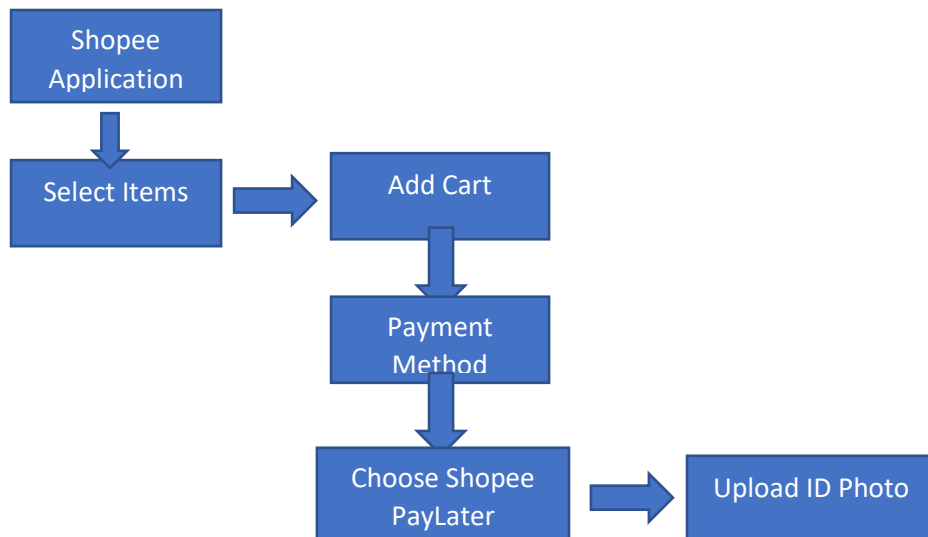 Shopee
Application
Select Items
Add Cart
Payment
Method
Choose Shopee
PayLater
Upload ID Photo